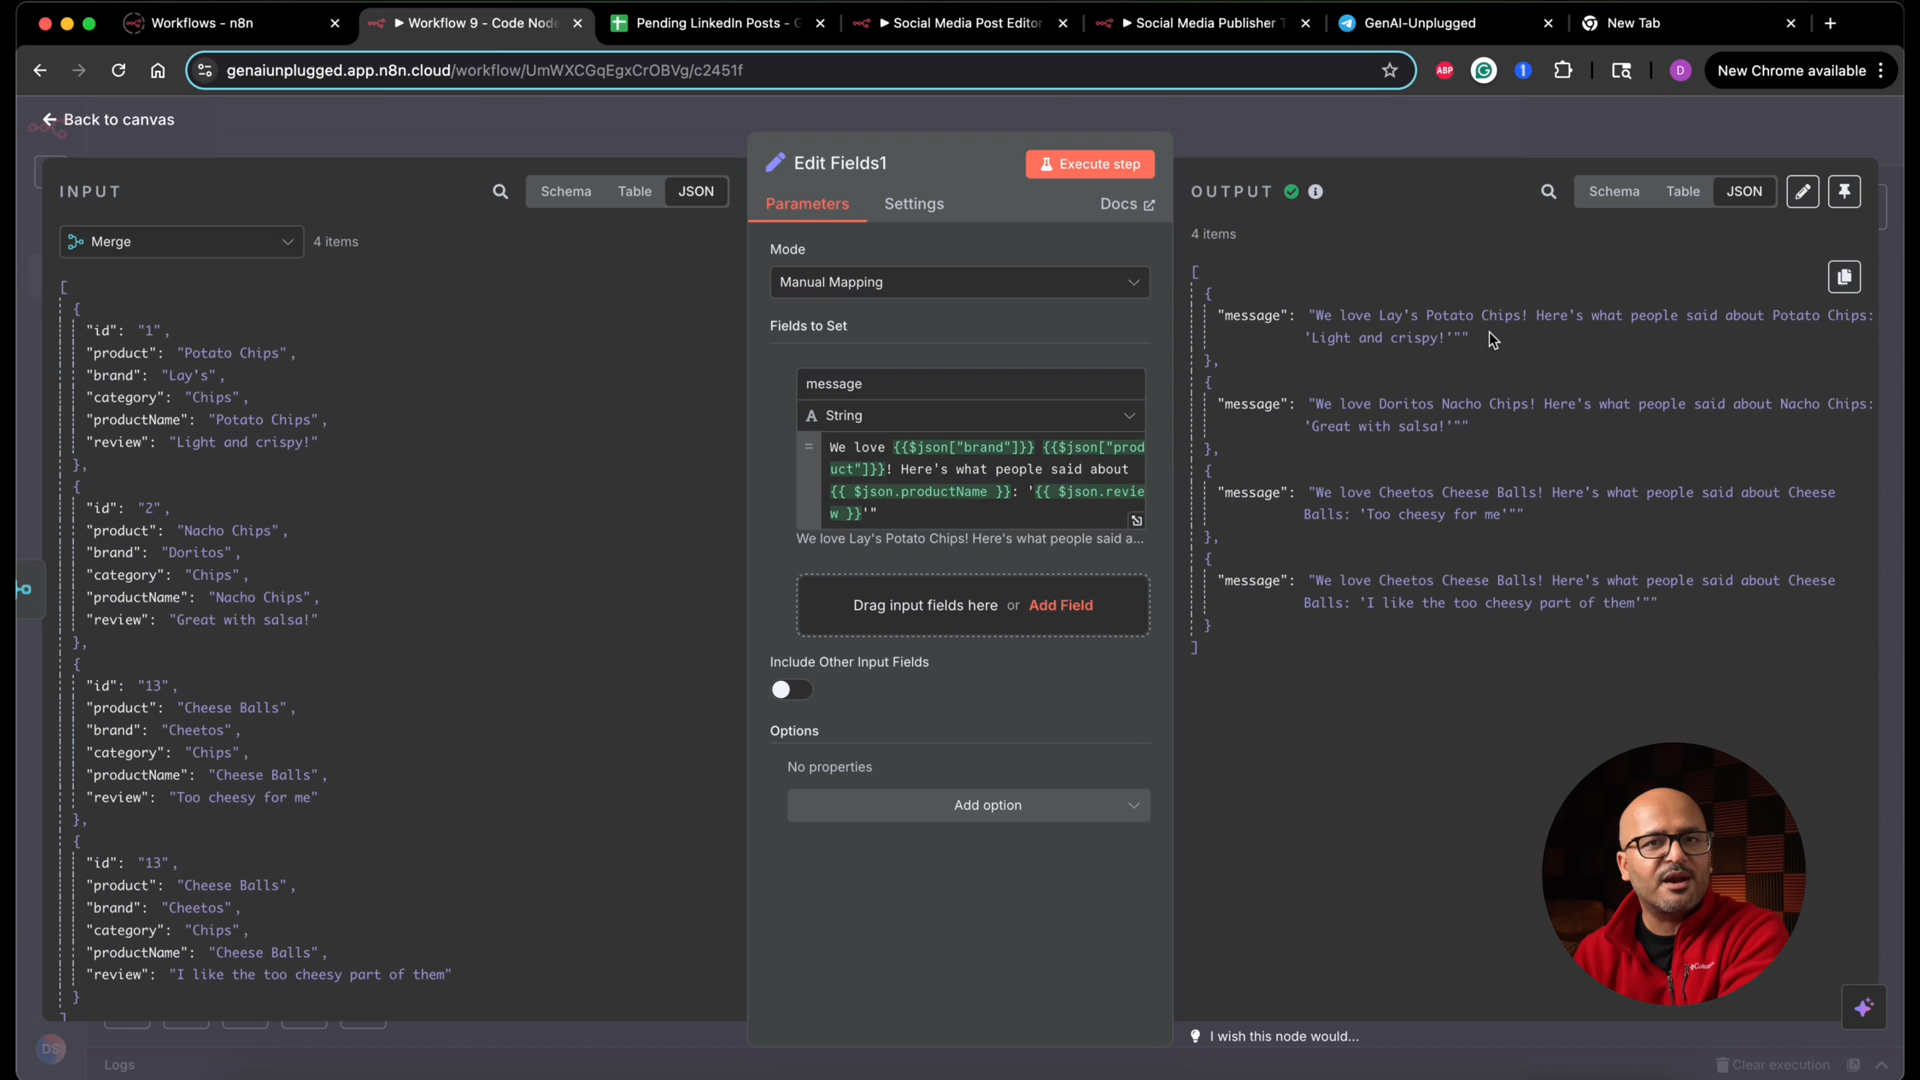 Workflows - n8n
Workflow 9 - Code Node
Pending LinkedIn Posts - G
Social Media Post Editor
Social Media Publisher T
GenAI-Unplugged
New Tab
genaiunplugged.app.n8n.cloud/workflow/UmWXCGqEgxCrOBVg/c2451f
ABP
1
D
New Chrome available
Back to canvas
INPUT
Schema
Table
JSON
Merge
4 items
[
{
"id": "1",
"product": "Potato Chips",
"brand": "Lay's",
"category": "Chips",
"productName": "Potato Chips",
"review": "Light and crispy!"
},
{
"id": "2",
"product": "Nacho Chips",
"brand": "Doritos",
"category": "Chips",
"productName": "Nacho Chips",
"review": "Great with salsa!"
},
{
"id": "13",
"product": "Cheese Balls",
"brand": "Cheetos",
"category": "Chips",
"productName": "Cheese Balls",
"review": "Too cheesy for me"
},
{
"id": "13",
"product": "Cheese Balls",
"brand": "Cheetos",
"category": "Chips",
"productName": "Cheese Balls",
"review": "I like the too cheesy part of them"
}
]
Edit Fields1
Execute step
Parameters
Settings
Docs
Mode
Manual Mapping
Fields to Set
message
A String
= We love {{$json["brand"]}} {{$json["prod
uct"]}}! Here's what people said about
{{ $json.productName }}: '{{ $json.revie
w }}'"
We love Lay's Potato Chips! Here's what people said a...
Drag input fields here or Add Field
Include Other Input Fields
Options
No properties
Add option
OUTPUT
Schema
Table
JSON
4 items
[
{
"message": "We love Lay's Potato Chips! Here's what people said about Potato Chips:
'Light and crispy!'""
},
{
"message": "We love Doritos Nacho Chips! Here's what people said about Nacho Chips:
'Great with salsa!'""
},
{
"message": "We love Cheetos Cheese Balls! Here's what people said about Cheese
Balls: 'Too cheesy for me'""
},
{
"message": "We love Cheetos Cheese Balls! Here's what people said about Cheese
Balls: 'I like the too cheesy part of them'""
}
]
Columbia
I wish this node would...
DS
Logs
Clear execution